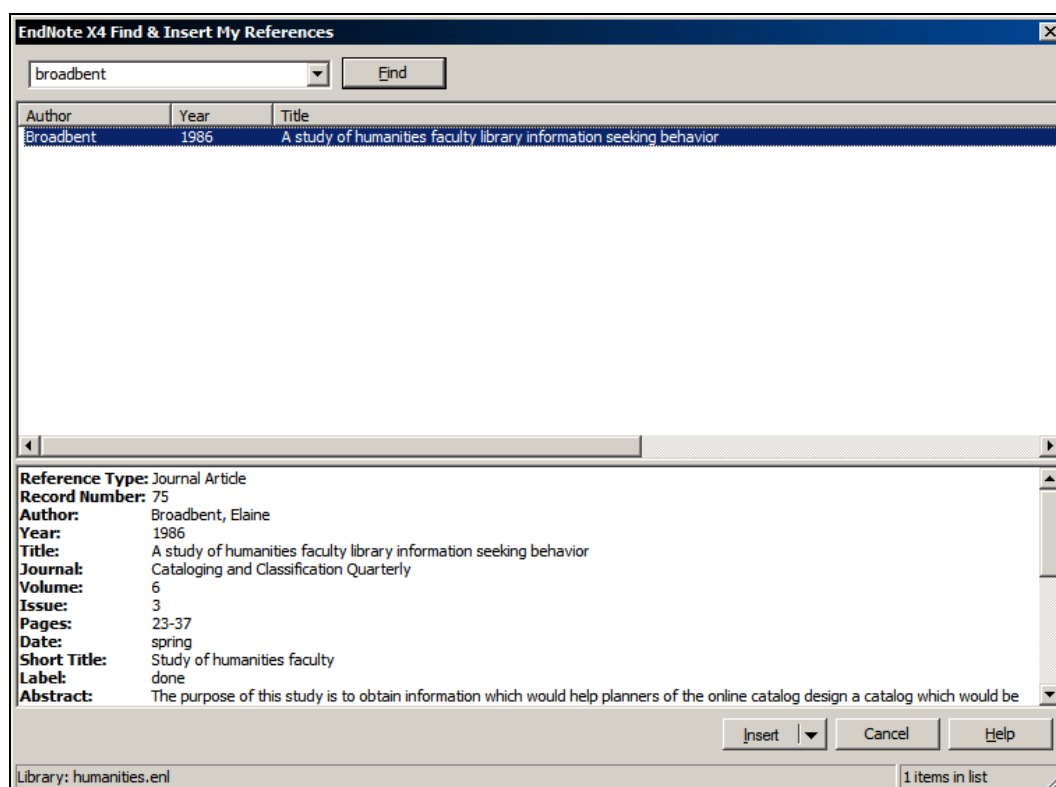 EndNote X4 Find & Insert My References
broadbent Find
Author Year Title
Broadbent 1986 A study of humanities faculty library information seeking behavior
Reference Type: Journal Article
Record Number: 75
Author: Broadbent, Elaine
Year: 1986
Title: A study of humanities faculty library information seeking behavior
Journal: Cataloging and Classification Quarterly
Volume: 6
Issue: 3
Pages: 23-37
Date: spring
Short Title: Study of humanities faculty
Label: done
Abstract: The purpose of this study is to obtain information which would help planners of the online catalog design a catalog which would be
Insert Cancel Help
Library: humanities.enl 1 items in list